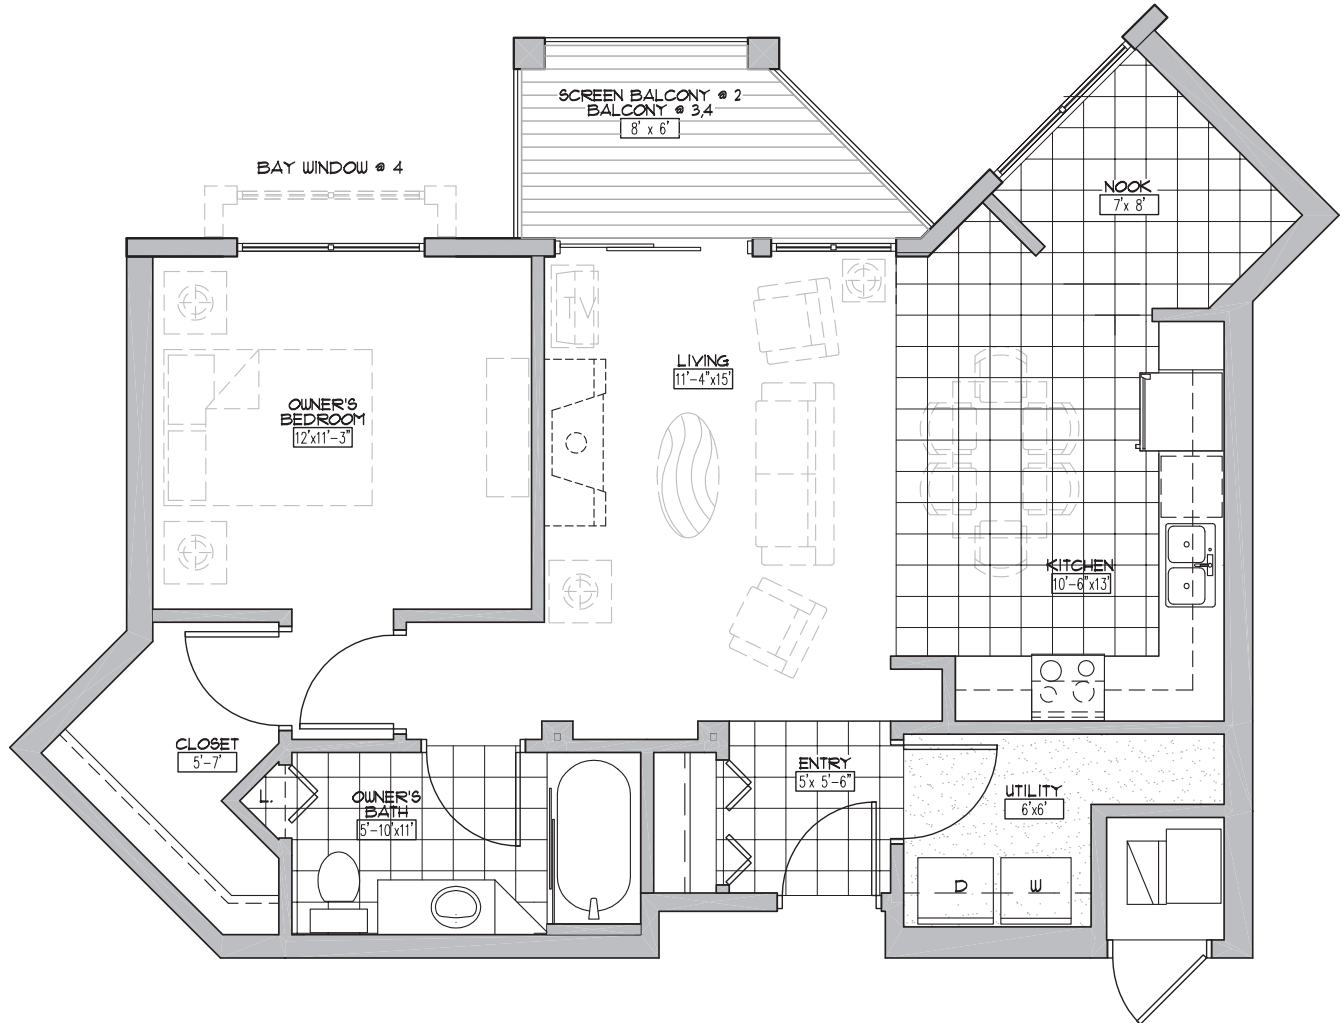 SCREEN BALCONY @ 2
BALCONY @ 3,4
8' x 6'
BAY WINDOW @ 4
NOOK
7'x 8'
TV
LIVING
11'-4"x15'
OWNER'S
BEDROOM
12'x11'-3"
KITCHEN
10'-6"x13'
CLOSET
5'-7'
L.
OWNER'S
BATH
5'-10'x11'
ENTRY
5'x 5'-6"
UTILITY
6'x6'
D
W